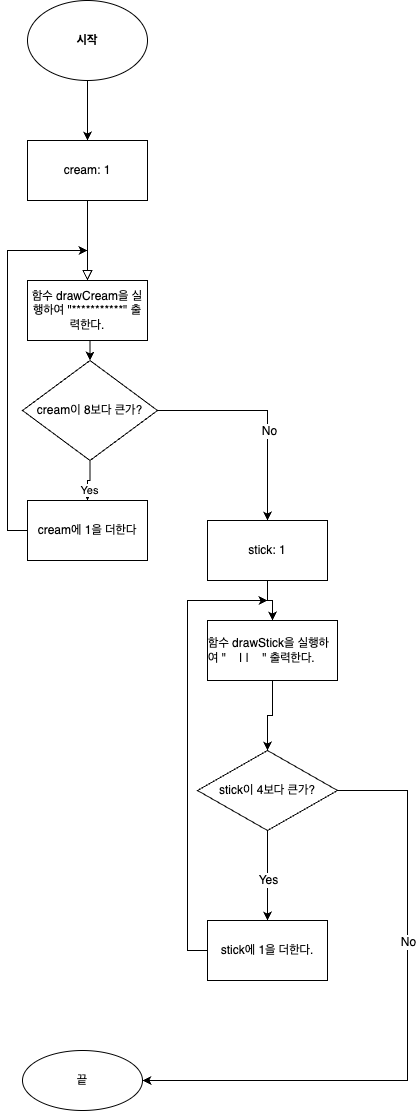 시작
cream: 1
함수 drawCream을 실
행하여 "***********" 출
력한다.
cream이 8보다 큰가?
No
Yes
cream에 1을 더한다
stick: 1
함수 drawStick을 실행하
여 "    ||    " 출력한다.
stick이 4보다 큰가?
Yes
stick에 1을 더한다.
No
끝